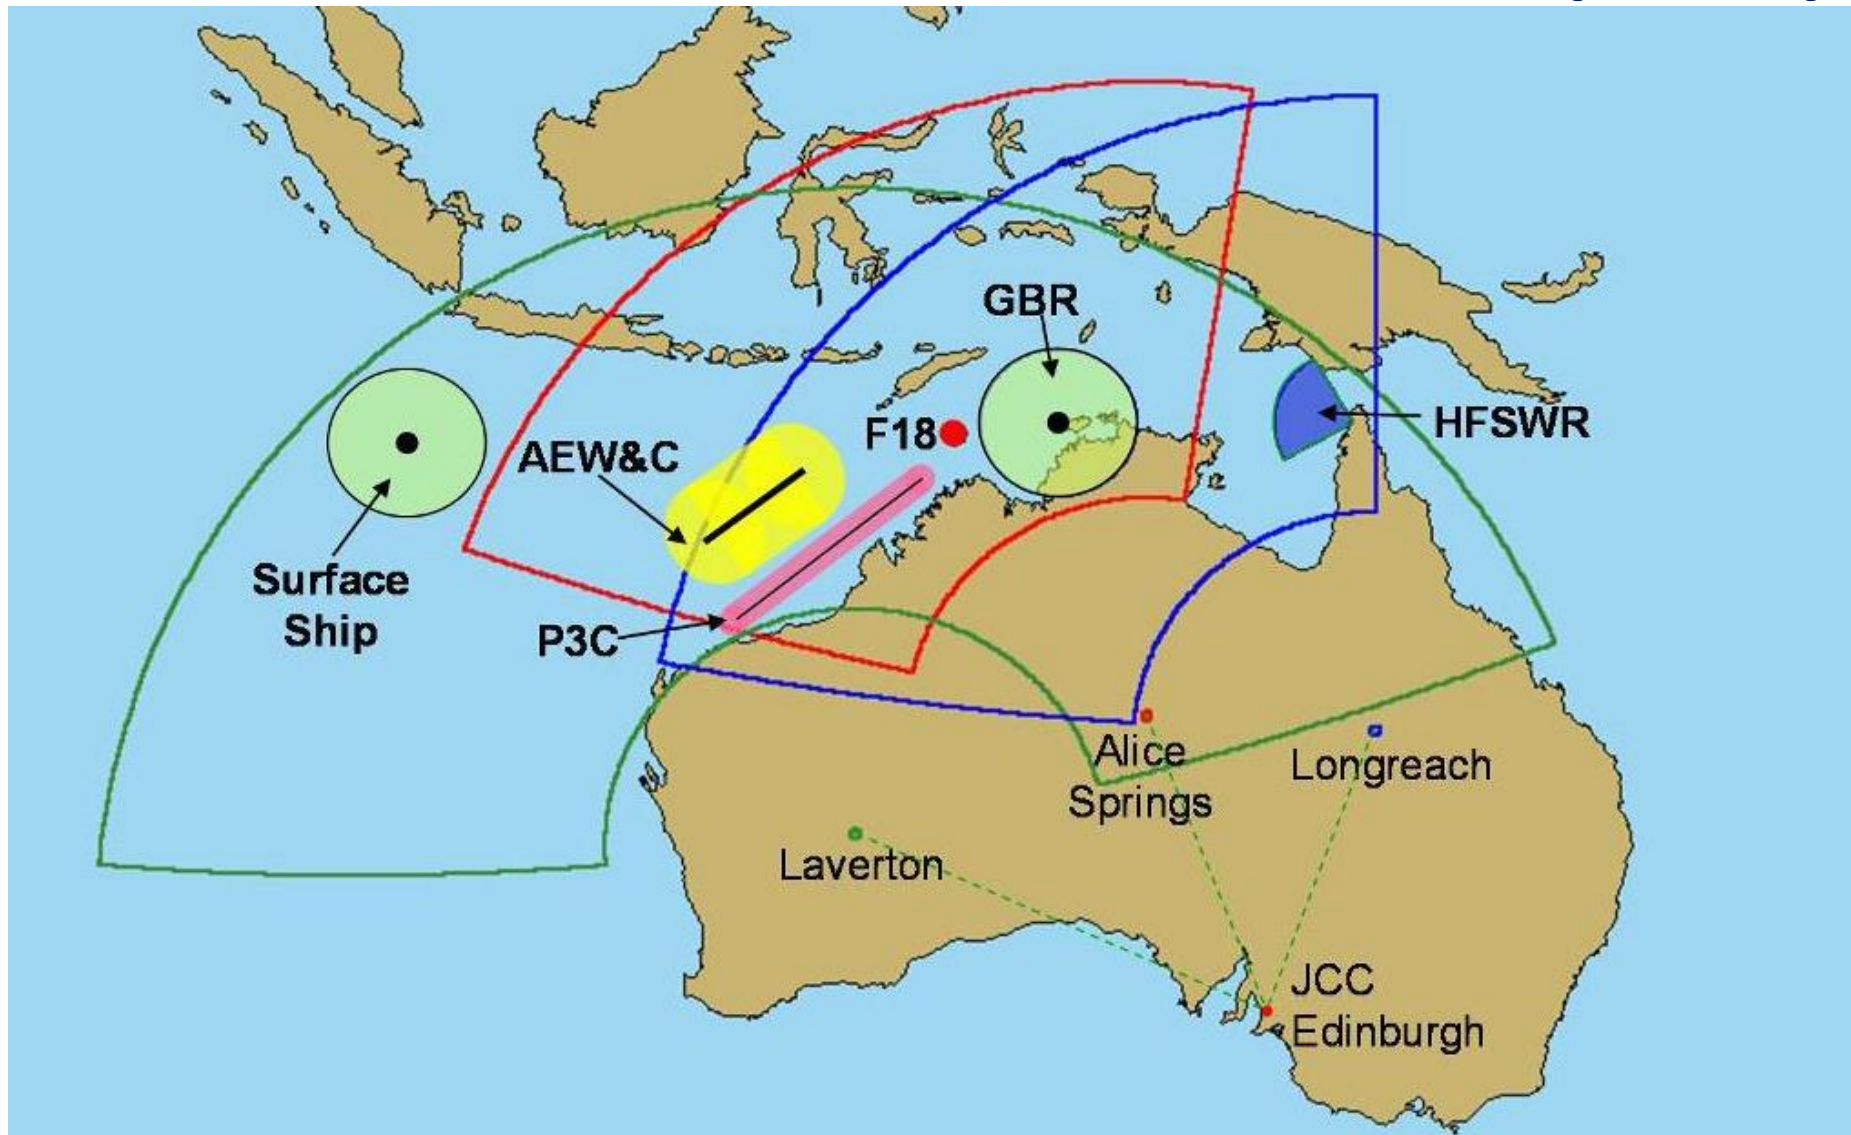 GBR
F18
HFSWR
AEW&C
Surface
Ship
P3C
Alice
Springs
Longreach
Laverton
JCC
Edinburgh